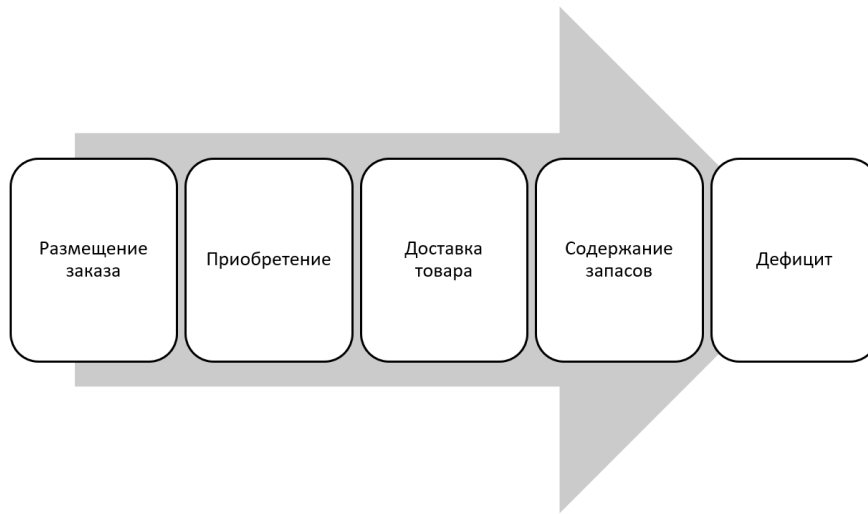 Размещение
заказа
Приобретение
Доставка
товара
Содержание
запасов
Дефицит